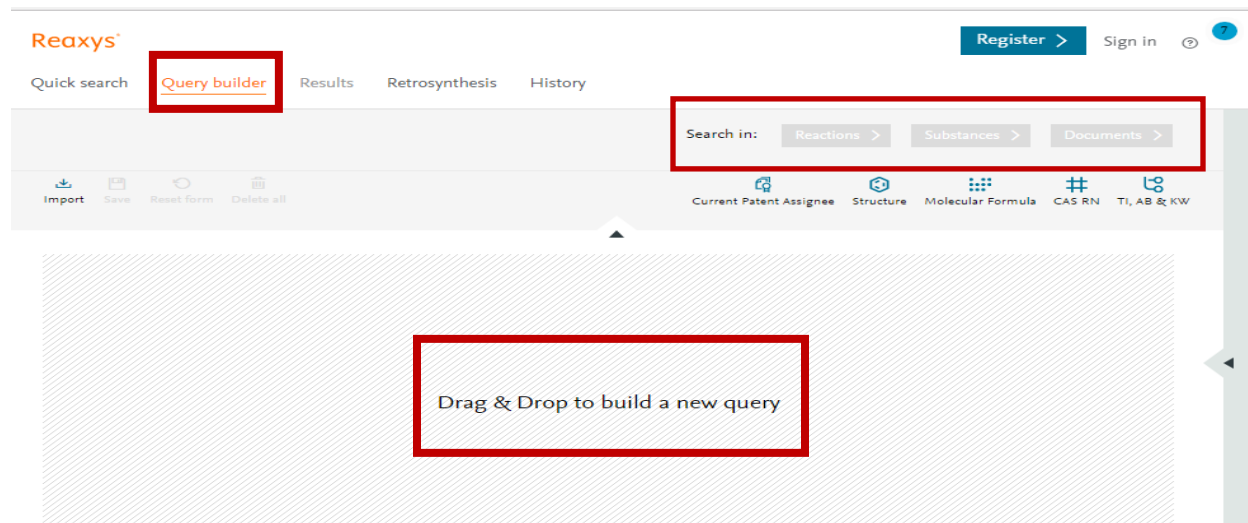 Reaxys®
Register >
Sign in
?
7
Quick search
Query builder
Results
Retrosynthesis
History
Search in:
Reactions >
Substances >
Documents >
Import
Save
Reset form
Delete all
Current Patent Assignee
Structure
Molecular Formula
CAS RN
TI, AB & KW
Drag & Drop to build a new query